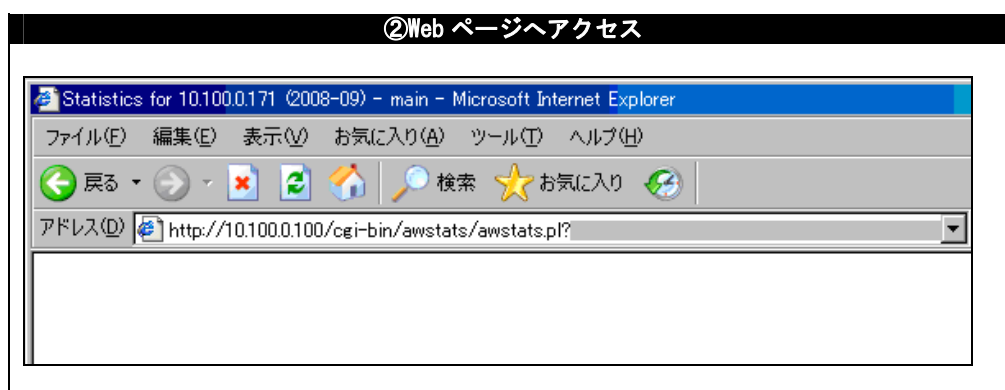 ②Web ページへアクセス
Statistics for 10.100.0.171 (2008-09) - main - Microsoft Internet Explorer
ファイル(F) 編集(E) 表示(V) お気に入り(A) ツール(T) ヘルプ(H)
戻る 検索 お気に入り
アドレス(D) http://10.100.0.100/cgi-bin/awstats/awstats.pl?